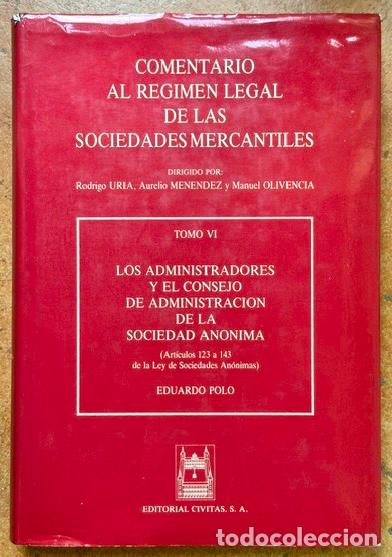 COMENTARIO
AL REGIMEN LEGAL
DE LAS
SOCIEDADES MERCANTILES
DIRIGIDO POR:
Rodrigo URIA, Aurelio MENENDEZ y Manuel OLIVENCIA
TOMO VI
LOS ADMINISTRADORES
Y EL CONSEJO
DE ADMINISTRACION
DE LA
SOCIEDAD ANONIMA
(Artículos 123 a 143
de la Ley de Sociedades Anónimas)
EDUARDO POLO
EDITORIAL CIVITAS, S. A.
todocoleccion